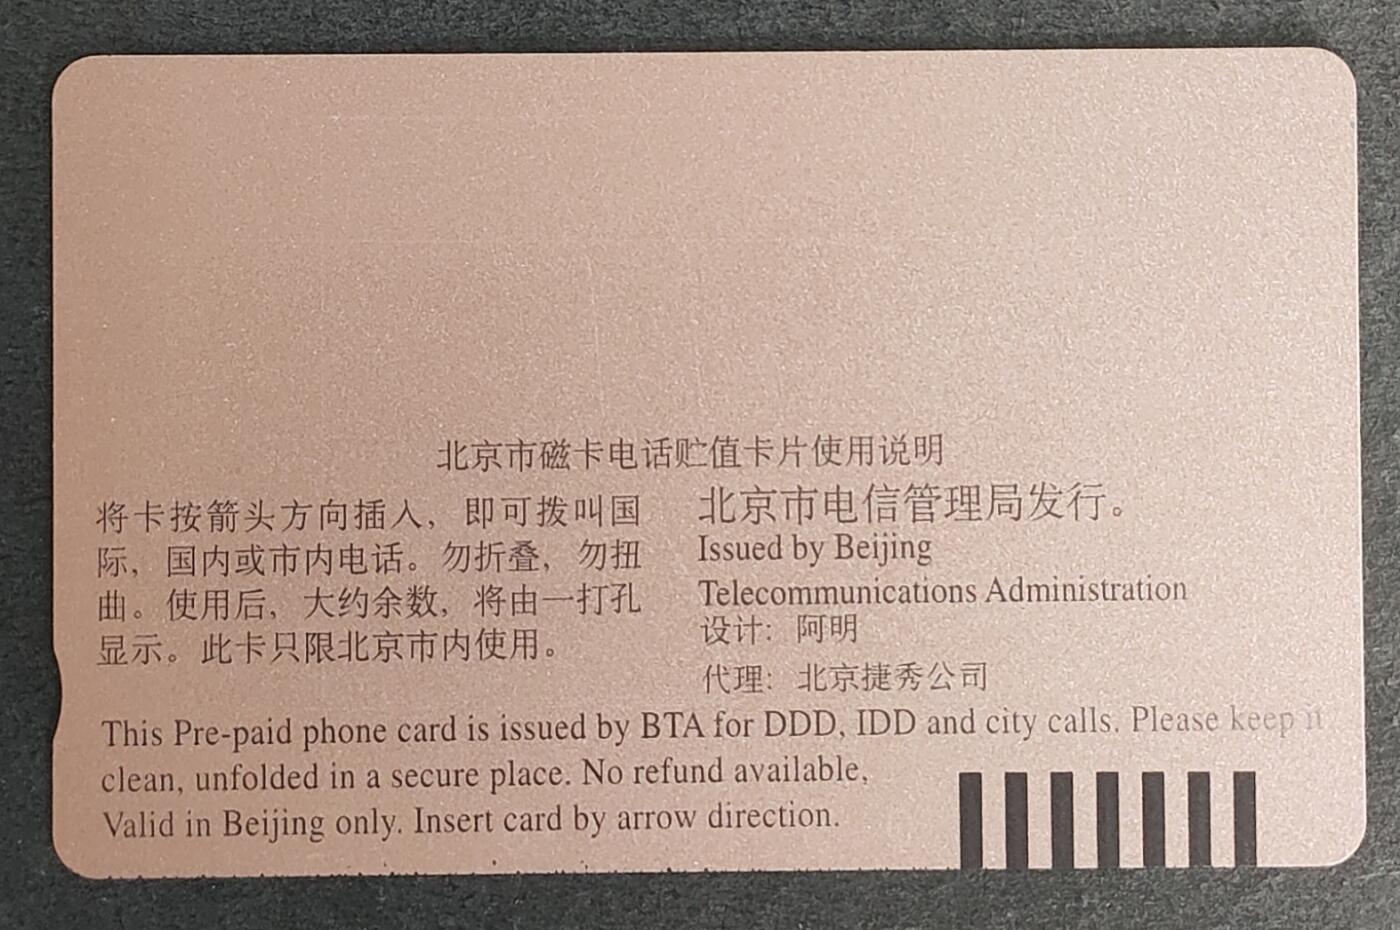 北京市磁卡电话贮值卡片使用说明
将卡按箭头方向插入，即可拨叫国
际，国内或市内电话。勿折叠，勿扭
曲。使用后，大约余数，将由一打孔
显示。此卡只限北京市内使用。
北京市电信管理局发行。
Issued by Beijing
Telecommunications Administration
设计：阿明
代理：北京捷秀公司
This Pre-paid phone card is issued by BTA for DDD, IDD and city calls. Please keep it
clean, unfolded in a secure place. No refund available,
Valid in Beijing only. Insert card by arrow direction.